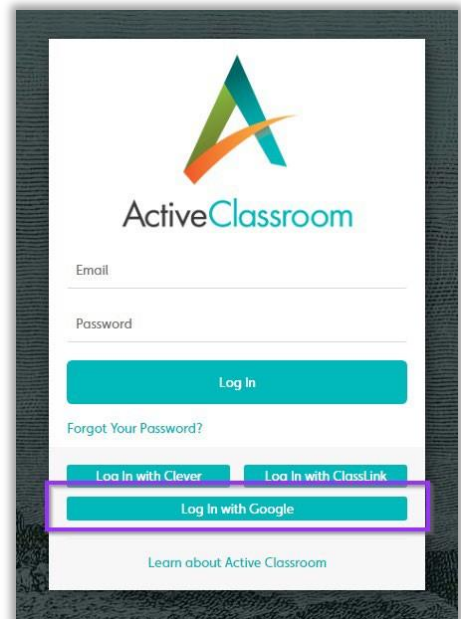 ActiveClassroom
Email
Password
Log In
Forgot Your Password?
Log In with Clever Log In with ClassLink
Log In with Google
Learn about Active Classroom